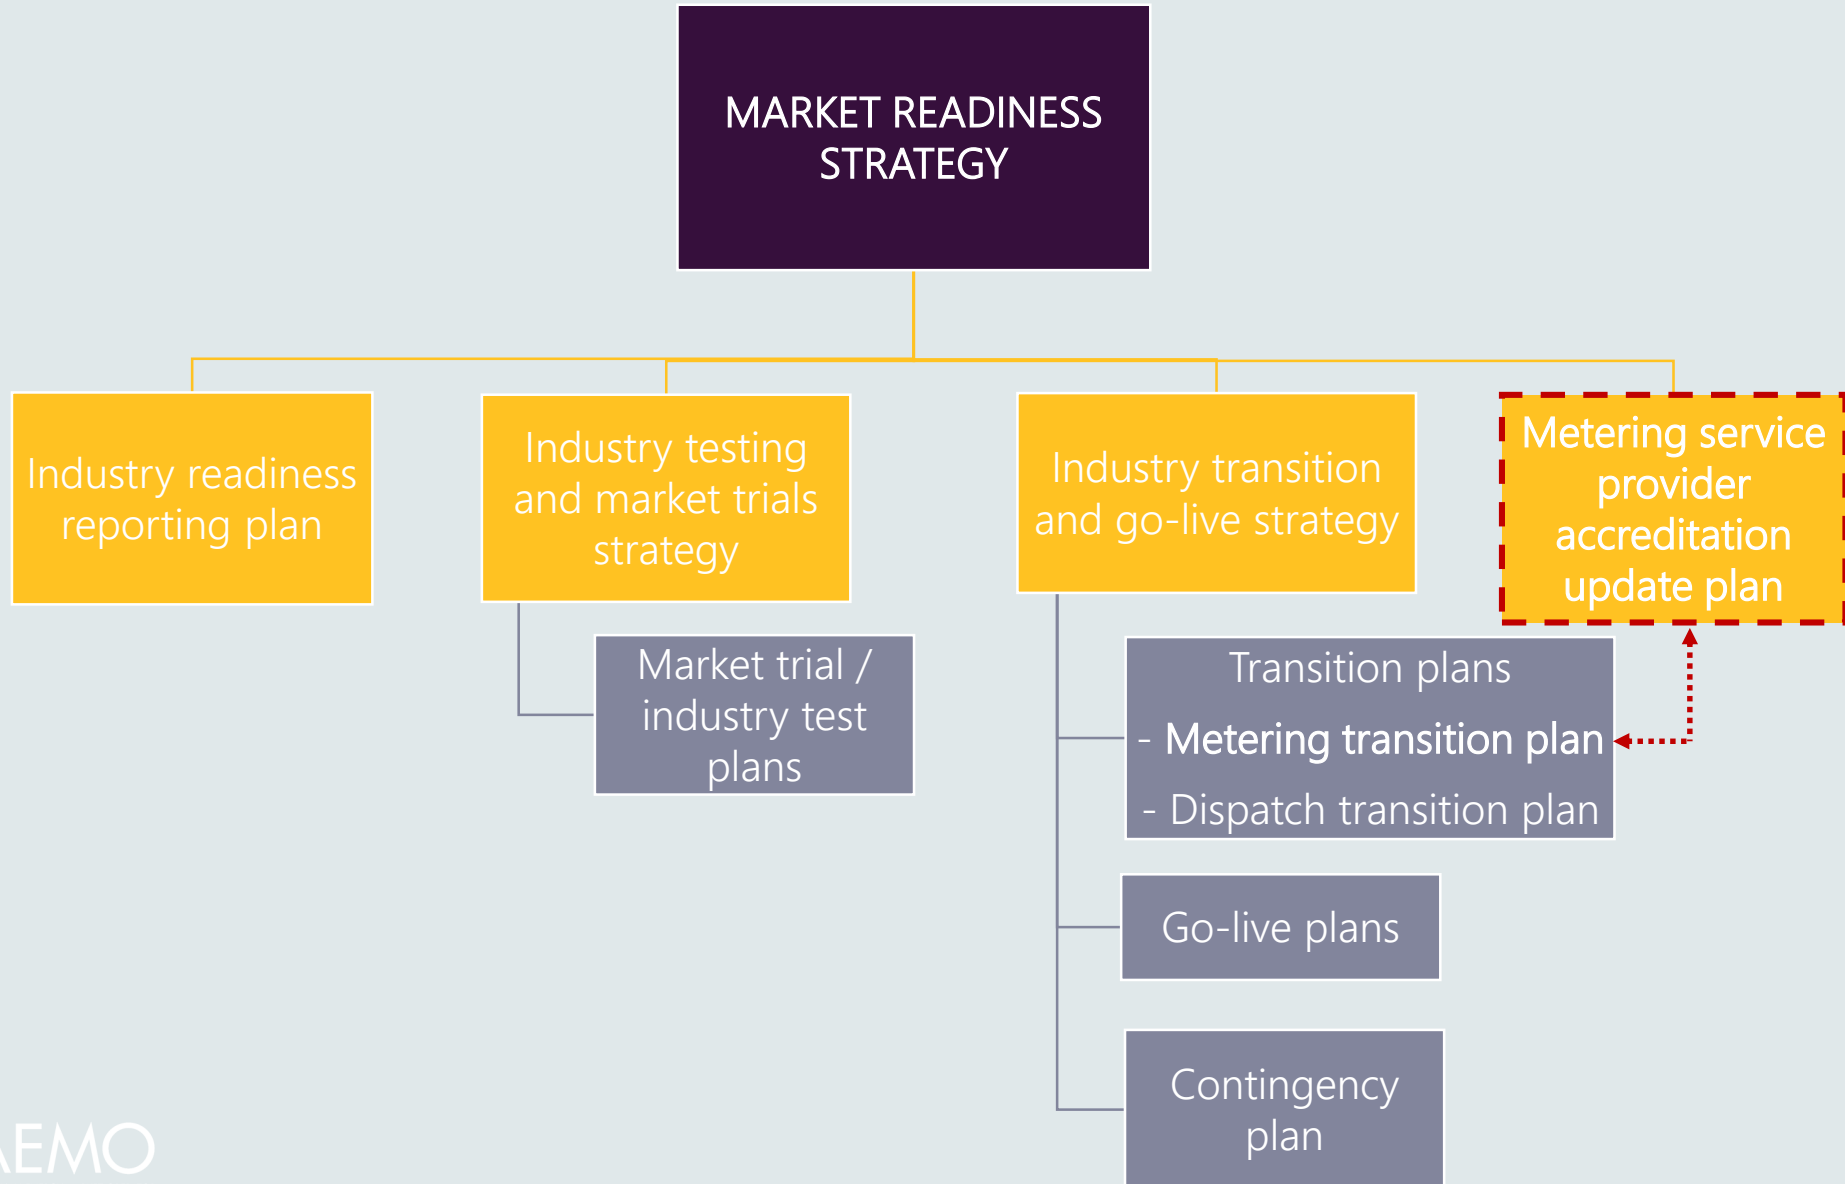 MARKET READINESS
STRATEGY
Industry readiness
reporting plan
Industry testing
and market trials
strategy
Industry transition
and go-live strategy
Metering service
provider
accreditation
update plan
Market trial /
industry test
plans
Transition plans
- Metering transition plan
- Dispatch transition plan
Go-live plans
Contingency
plan
AEMO